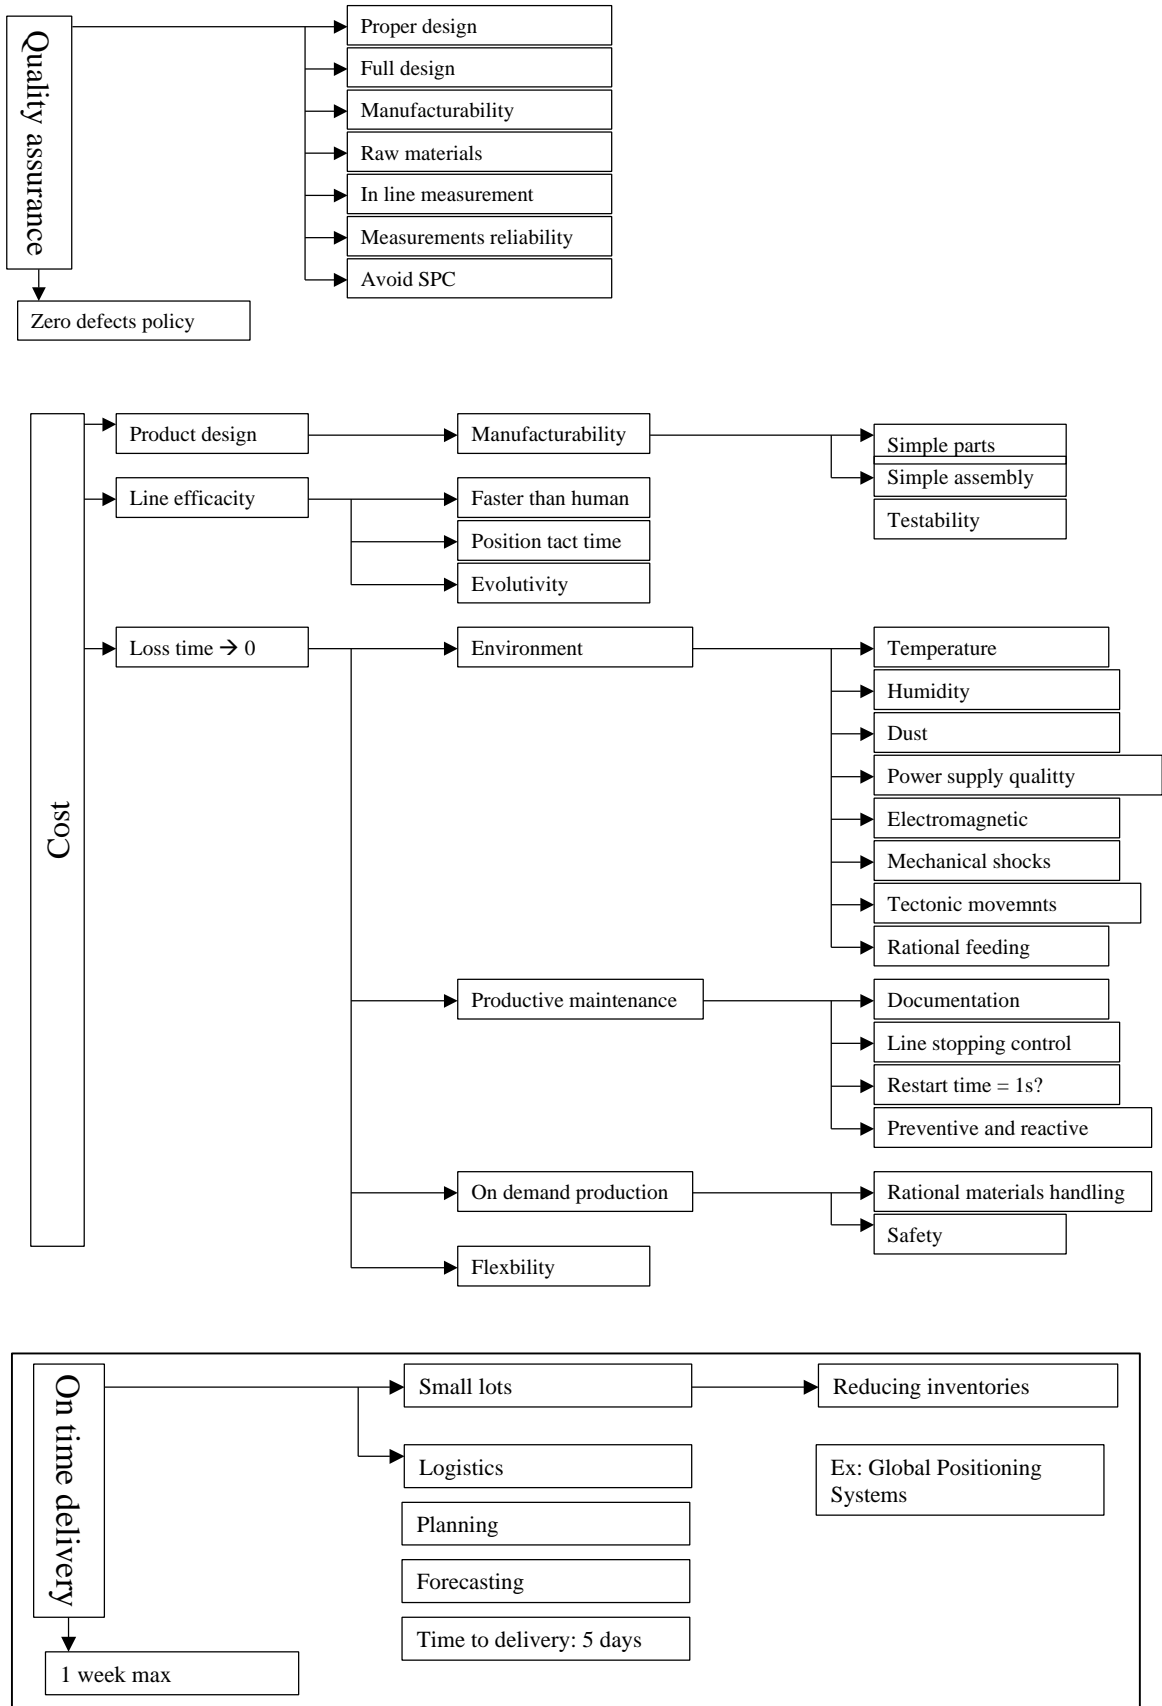 Quality assurance
Proper design
Full design
Manufacturability
Raw materials
In line measurement
Measurements reliability
Avoid SPC
Zero defects policy
Cost
Product design
Manufacturability
Simple parts
Simple assembly
Testability
Line efficacity
Faster than human
Position tact time
Evolutivity
Loss time → 0
Environment
Temperature
Humidity
Dust
Power supply qualitty
Electromagnetic
Mechanical shocks
Tectonic movemnts
Rational feeding
Productive maintenance
Documentation
Line stopping control
Restart time = 1s?
Preventive and reactive
On demand production
Rational materials handling
Safety
Flexbility
On time delivery
Small lots
Reducing inventories
Logistics
Ex: Global Positioning
Systems
Planning
Forecasting
Time to delivery: 5 days
1 week max